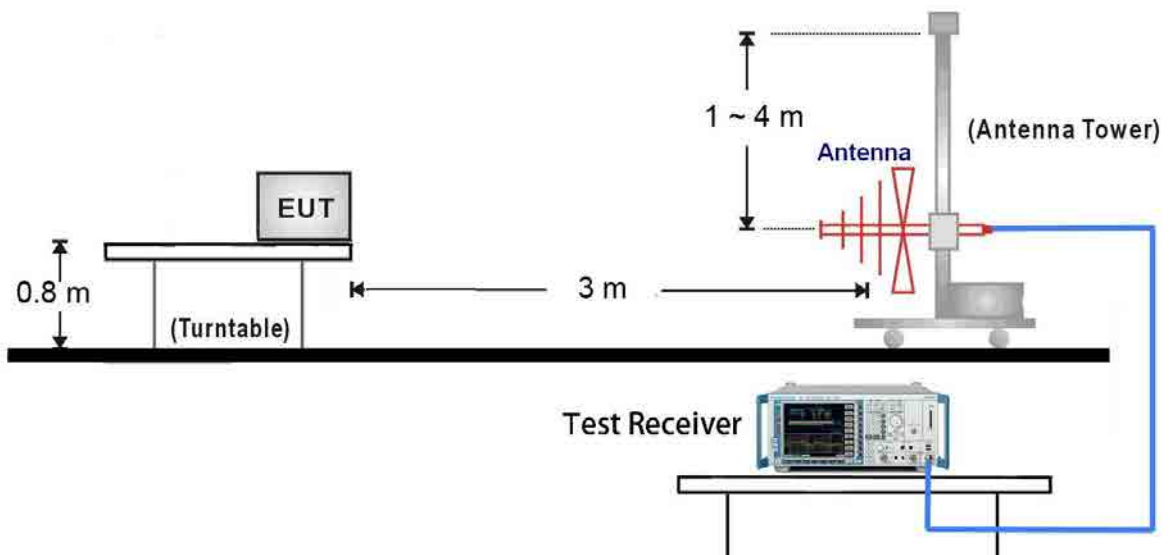 1 ~ 4 m
(Antenna Tower)
Antenna
EUT
0.8 m
3 m
(Turntable)
Test Receiver